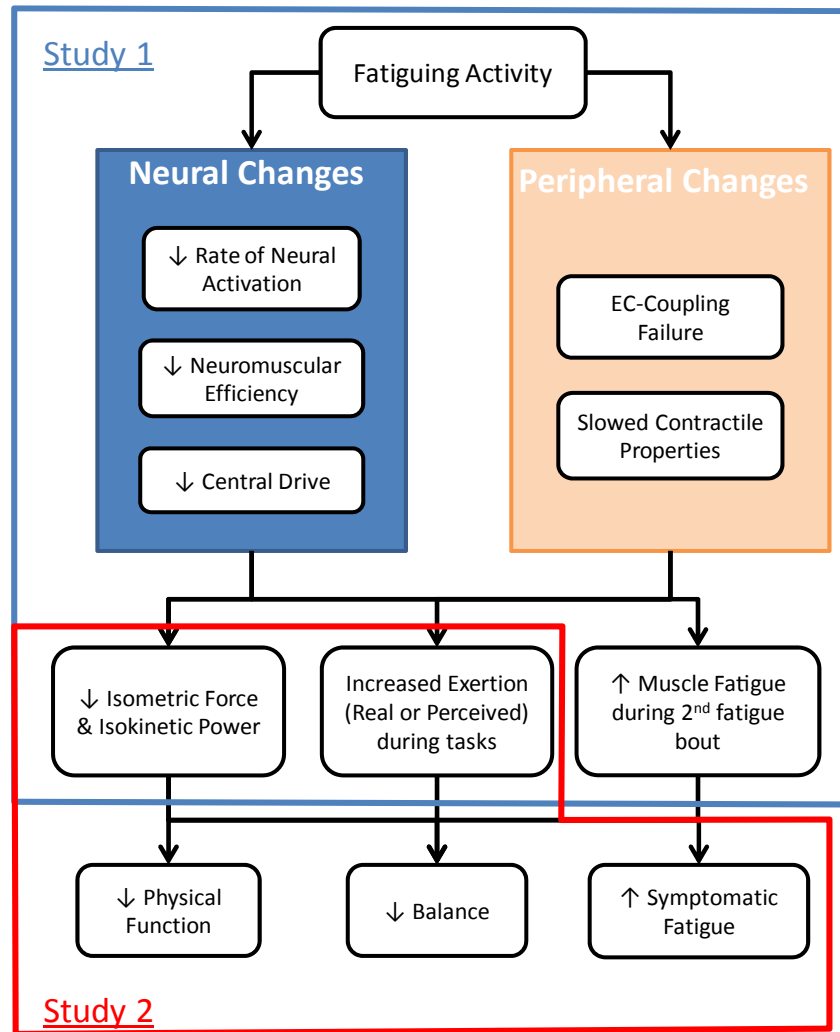 Study 1
Fatiguing Activity
Neural Changes
↓ Rate of Neural
Activation
↓ Neuromuscular
Efficiency
↓ Central Drive
Peripheral Changes
EC-Coupling
Failure
Slowed Contractile
Properties
↓ Isometric Force
& Isokinetic Power
Increased Exertion
(Real or Perceived)
during tasks
↑ Muscle Fatigue
during 2nd fatigue
bout
↓ Physical
Function
↓ Balance
↑ Symptomatic
Fatigue
Study 2